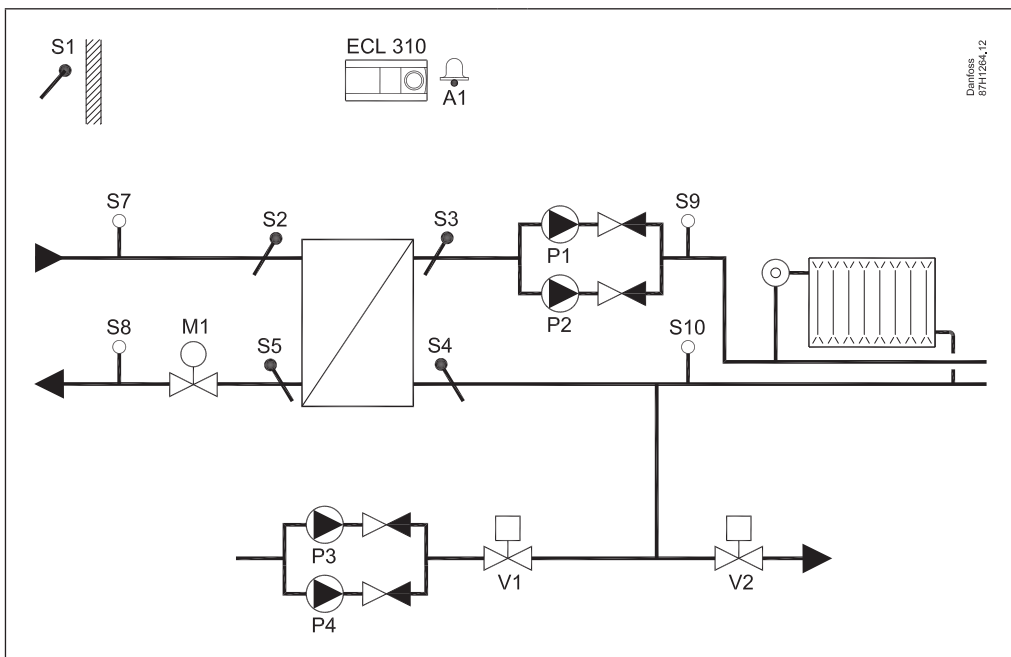 S1
ECL 310
A1
Danfoss
87H1264.12
S7
S2
S3
S9
P1
P2
S8
M1
S5
S4
S10
P3
V1
V2
P4